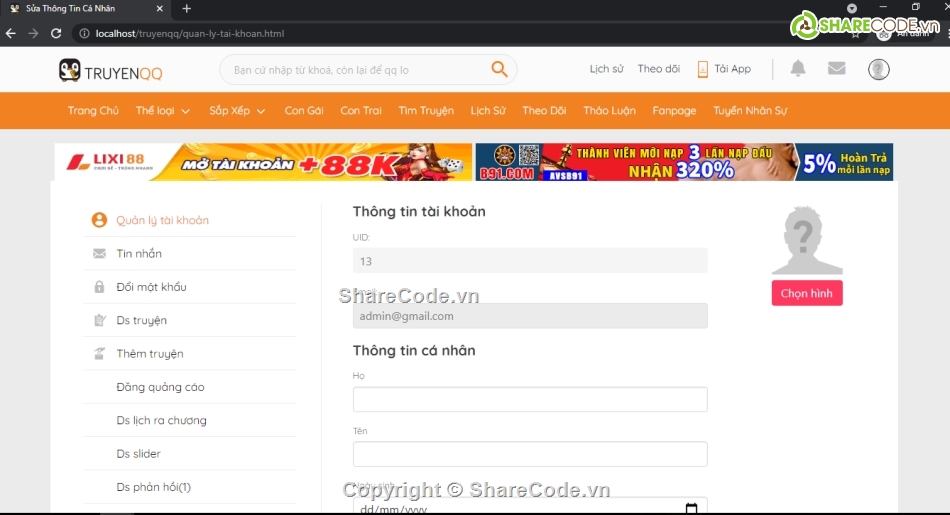 Sửa Thông Tin Cá Nhân
SHARECODE.vn
localhost/truyenqq/quan-ly-tai-khoan.html
Ẩn danh
TRUYENQQ
Bạn cứ nhập từ khoá, còn lại để qq lo
Lịch sử Theo dõi Tải App
Trang Chủ Thể loại Sắp Xếp Con Gái Con Trai Tìm Truyện Lịch Sử Theo Dõi Thảo Luận Fanpage Tuyển Nhân Sự
LIXI 88
MỞ TÀI KHOẢN +88K
B91.COM
AVSB91
THÀNH VIÊN MỚI NẠP 3 LẦN NẠP ĐẦU
NHẬN 320%
5% Hoàn Trả
mỗi lần nạp
Quản lý tài khoản
Tin nhắn
Đổi mật khẩu
Ds truyện
Thêm truyện
Đăng quảng cáo
Ds lịch ra chương
Ds slider
Ds phản hồi(1)
Thông tin tài khoản
UID:
13
ShareCode.vn
admin@gmail.com
Thông tin cá nhân
Họ
Tên
Copyright © ShareCode.vn
dd/mm/yyyy
Chọn hình